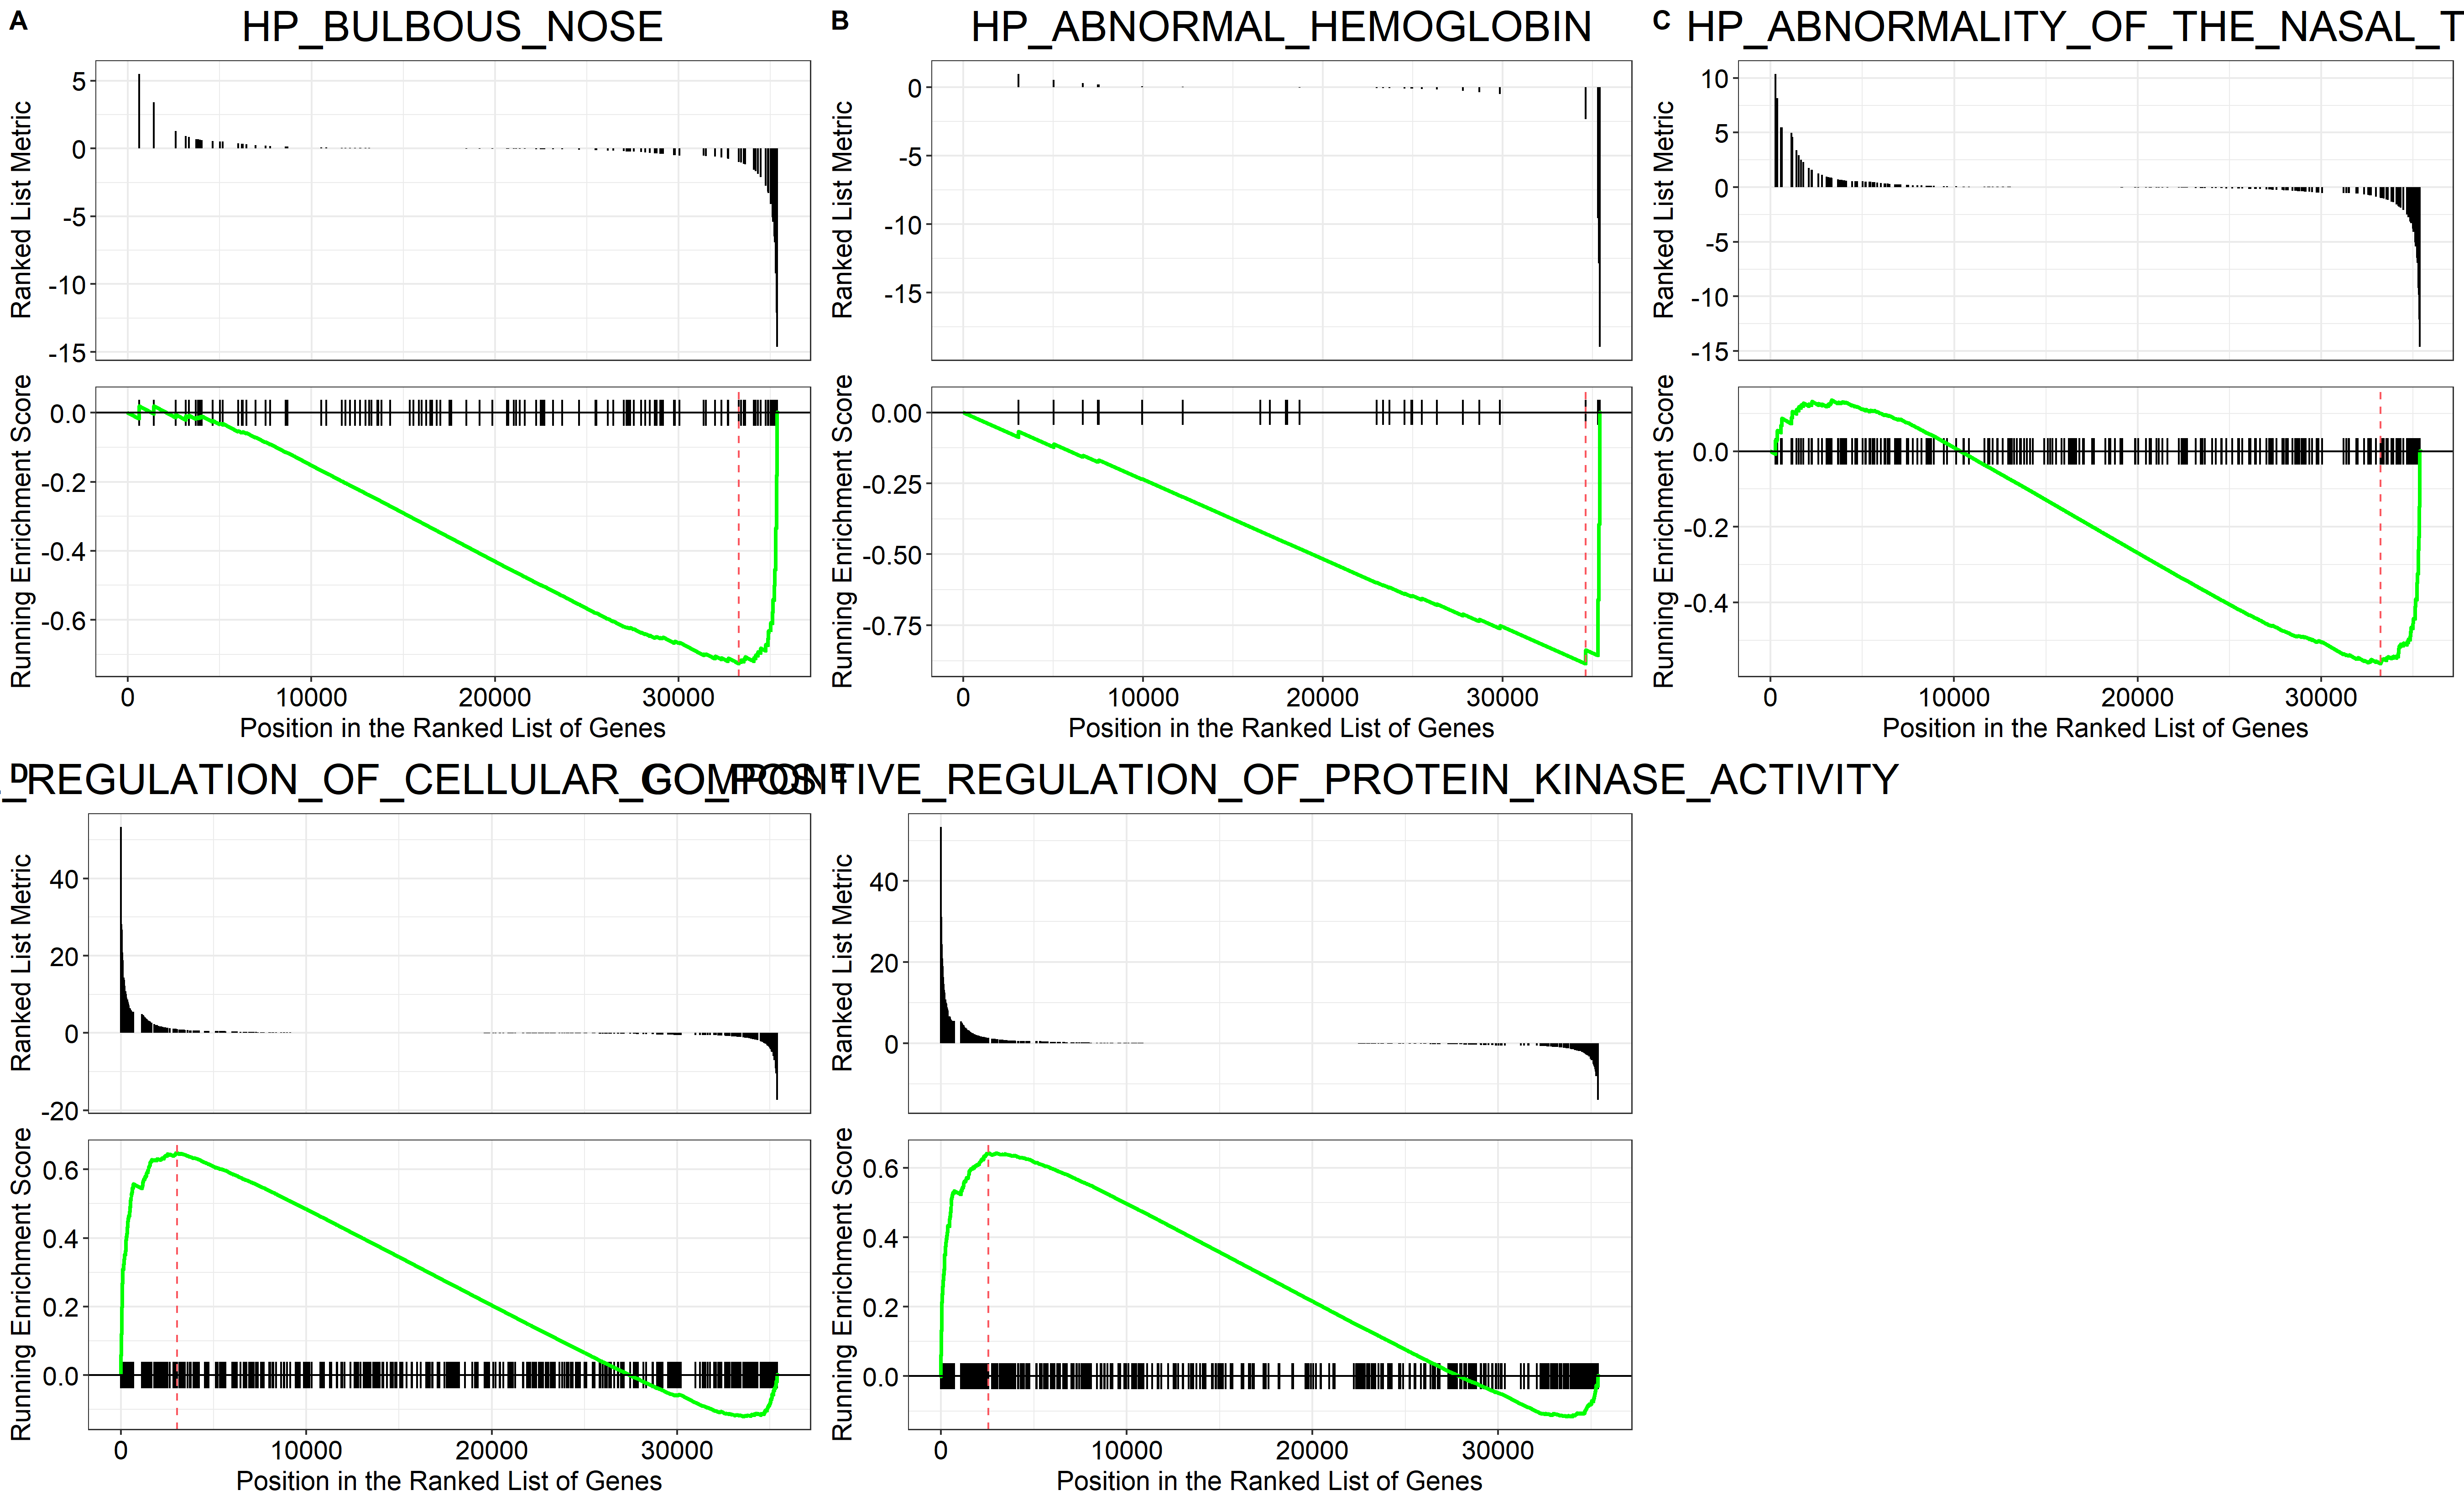 A HP_BULBOUS_NOSE
Ranked List Metric
5
0
-5
-10
-15
Running Enrichment Score
0.0
-0.2
-0.4
-0.6
0 10000 20000 30000
Position in the Ranked List of Genes
B HP_ABNORMAL_HEMOGLOBIN
Ranked List Metric
0
-5
-10
-15
Running Enrichment Score
0.00
-0.25
-0.50
-0.75
0 10000 20000 30000
Position in the Ranked List of Genes
C HP_ABNORMALITY_OF_THE_NASAL_T
Ranked List Metric
10
5
0
-5
-10
-15
Running Enrichment Score
0.0
-0.2
-0.4
0 10000 20000 30000
Position in the Ranked List of Genes
D _REGULATION_OF_CELLULAR_COMPON
Ranked List Metric
40
20
0
-20
Running Enrichment Score
0.6
0.4
0.2
0.0
0 10000 20000 30000
Position in the Ranked List of Genes
E GO_POSITIVE_REGULATION_OF_PROTEIN_KINASE_ACTIVITY
Ranked List Metric
40
20
0
Running Enrichment Score
0.6
0.4
0.2
0.0
0 10000 20000 30000
Position in the Ranked List of Genes